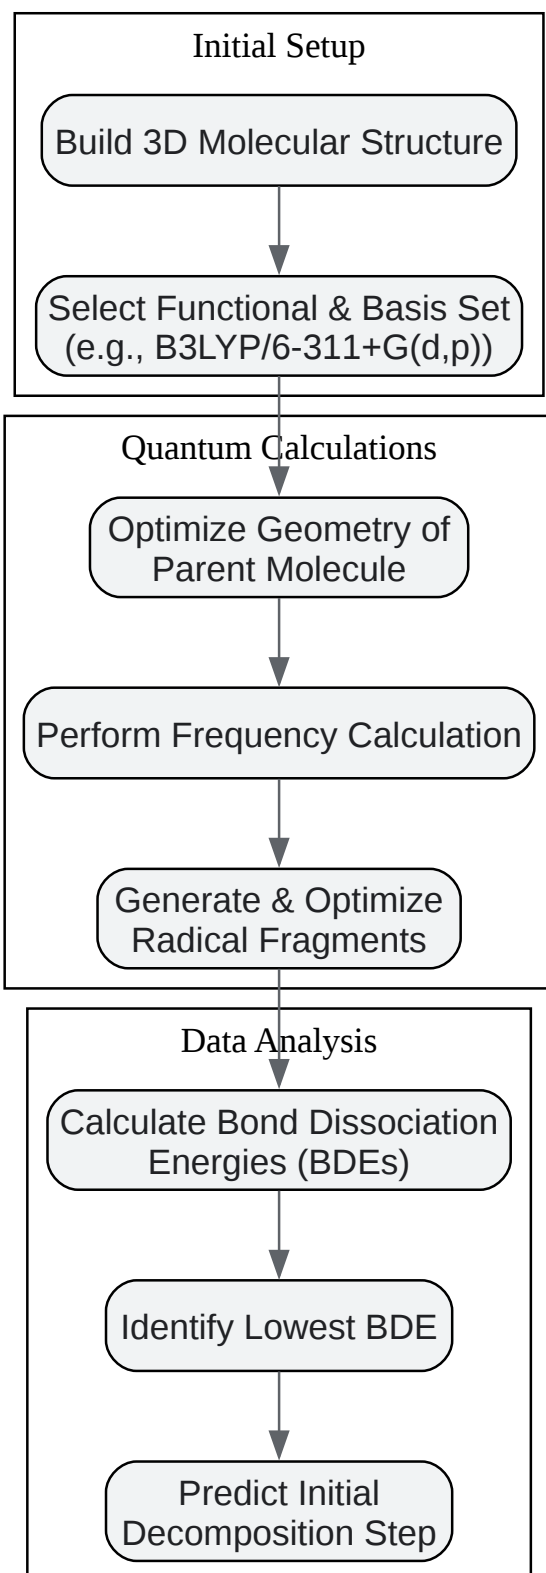 Initial Setup
Build 3D Molecular Structure
Select Functional & Basis Set
(e.g., B3LYP/6-311+G(d,p))
Quantum Calculations
Optimize Geometry of
Parent Molecule
Perform Frequency Calculation
Generate & Optimize
Radical Fragments
Data Analysis
Calculate Bond Dissociation
Energies (BDEs)
Identify Lowest BDE
Predict Initial
Decomposition Step